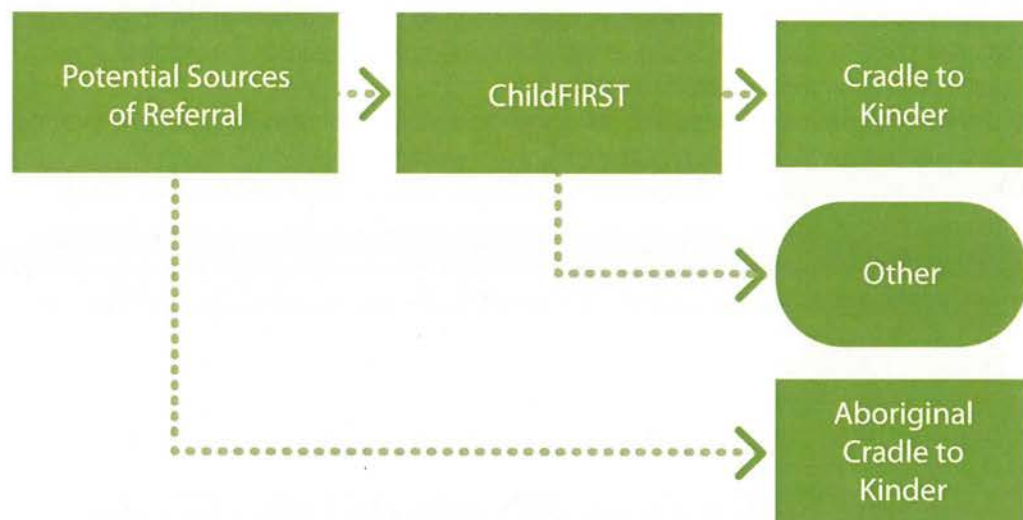 Potential Sources
of Referral
ChildFIRST
Cradle to
Kinder
Other
Aboriginal
Cradle to
Kinder